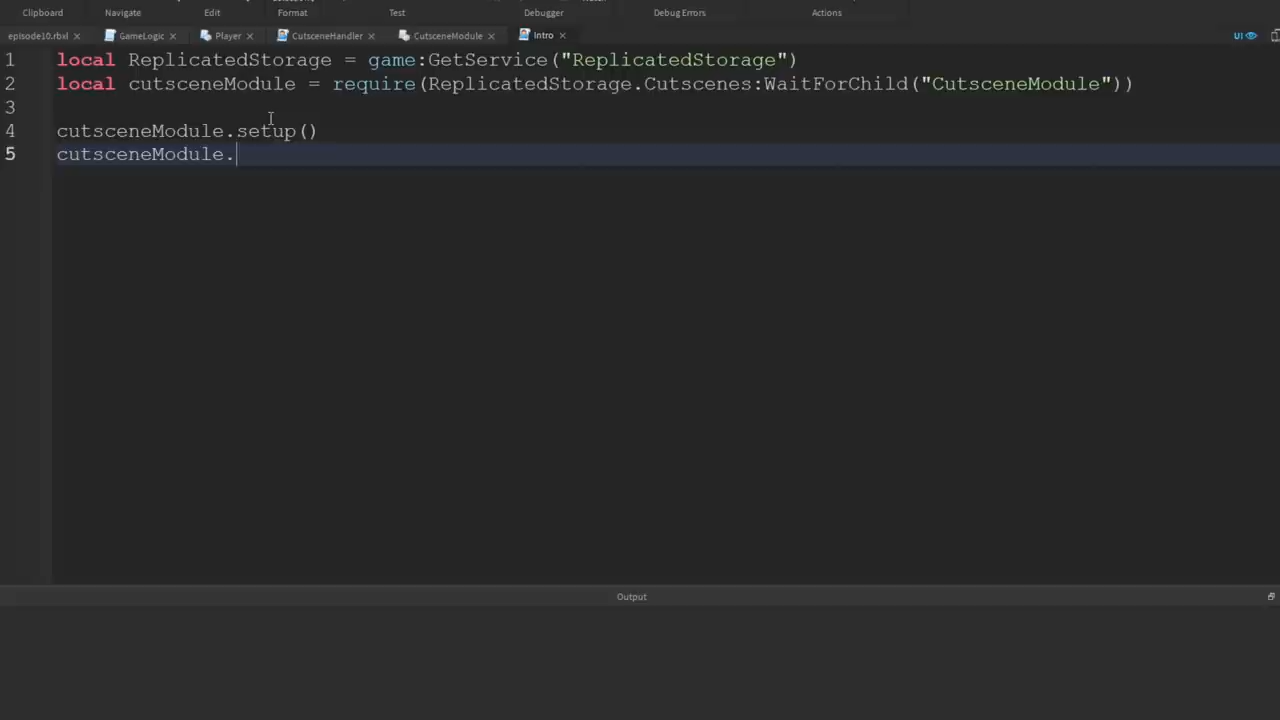 Clipboard Navigate Edit Format Test Debugger Debug Errors Actions
episode10.rbxl GameLogic Player CutsceneHandler CutsceneModule Intro UI
1 local ReplicatedStorage = game:GetService("ReplicatedStorage")
2 local cutsceneModule = require(ReplicatedStorage.Cutscenes:WaitForChild("CutsceneModule"))
3
4 cutsceneModule.setup()
5 cutsceneModule.
Output